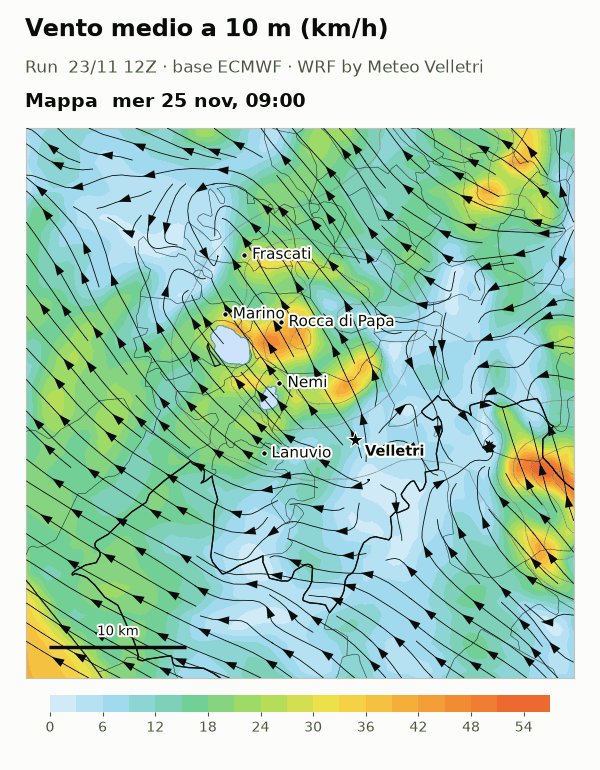 Vento medio a 10 m (km/h)
Run  23/11 12Z · base ECMWF · WRF by Meteo Velletri
Mappa  mer 25 nov, 09:00
Frascati
Marino
Rocca di Papa
Nemi
Velletri
Lanuvio
10 km
0 6 12 18 24 30 36 42 48 54